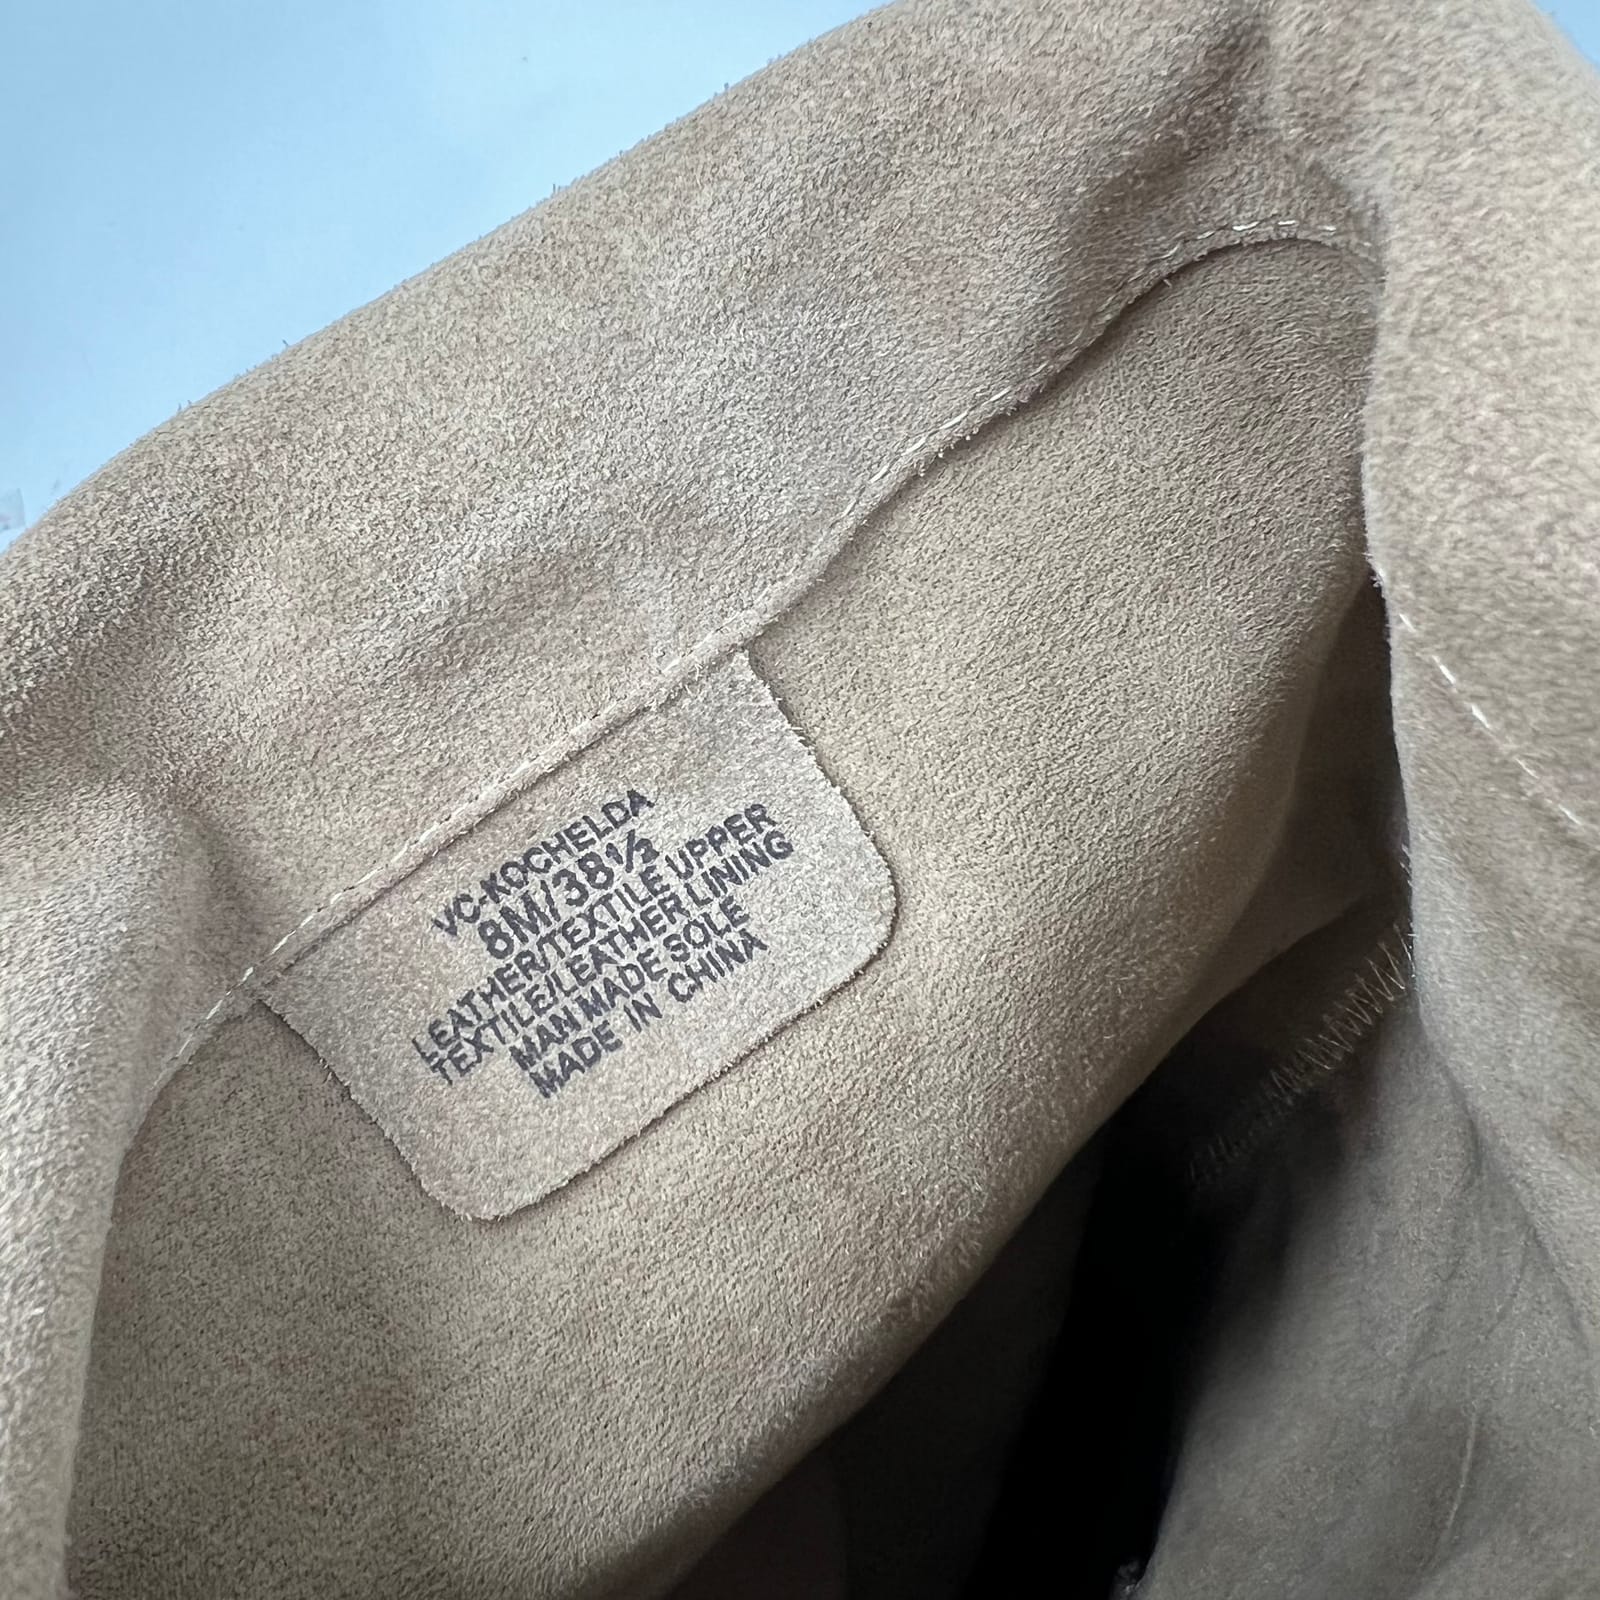 VC-KOCHELDA
8M/38½
LEATHER/TEXTILE UPPER
TEXTILE/LEATHER LINING
MAN MADE SOLE
MADE IN CHINA